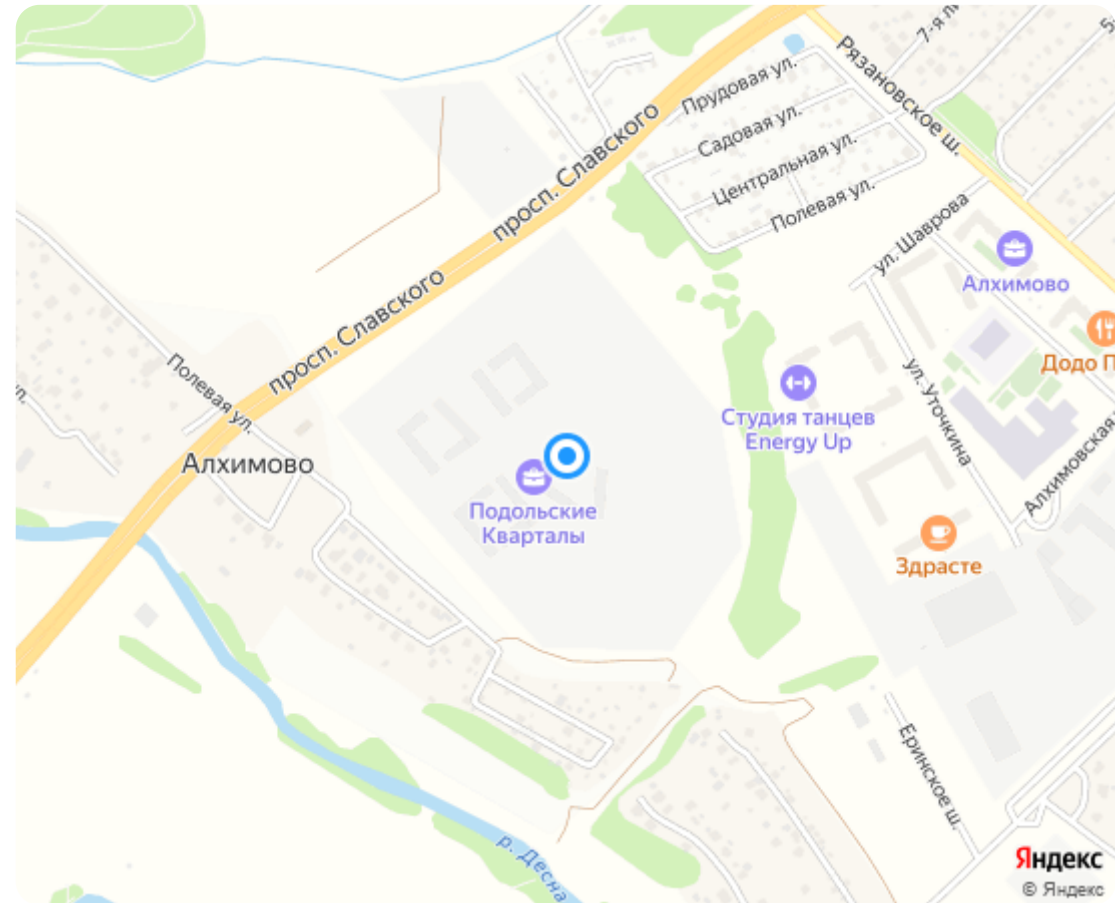 7-я
Рязановское ш.
Прудовая ул.
Садовая ул.
Центральная ул.
Полевая ул.
просп. Славского
ул. Шаврова
Алхимово
просп. Славского
Додо П
Полевая ул.
ул. Уточкина
Студия танцев
Energy Up
Алхимовская
Алхимово
Подольские
Кварталы
Здрасте
Еринское ш.
р. Десна
Яндекс
© Яндекс